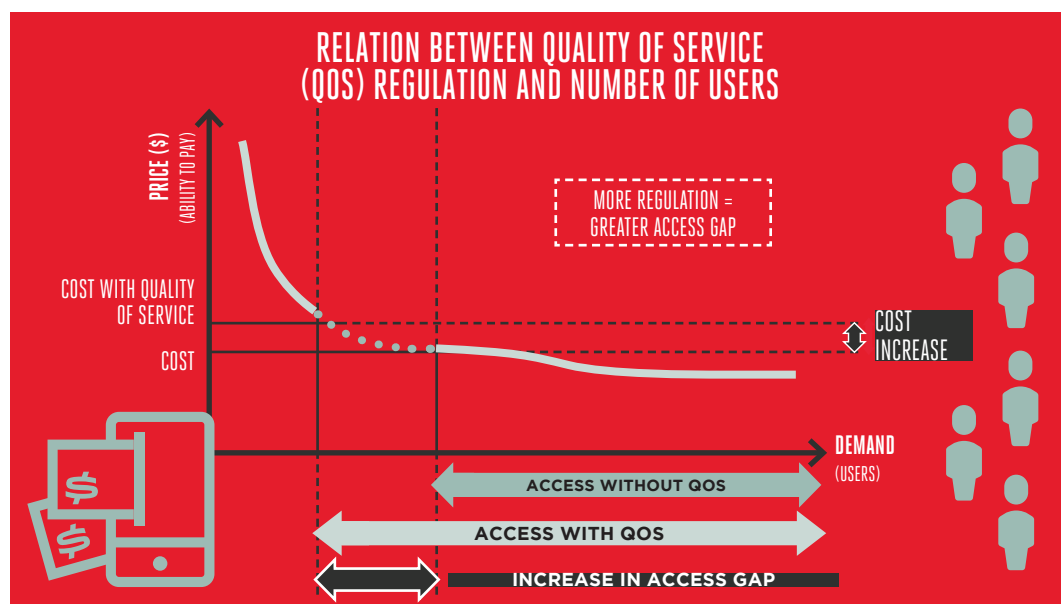 RELATION BETWEEN QUALITY OF SERVICE
(QOS) REGULATION AND NUMBER OF USERS
PRICE ($)
(ABILITY TO PAY)
MORE REGULATION =
GREATER ACCESS GAP
COST WITH QUALITY
OF SERVICE
COST
COST
INCREASE
DEMAND
(USERS)
$
$
ACCESS WITHOUT QOS
ACCESS WITH QOS
INCREASE IN ACCESS GAP